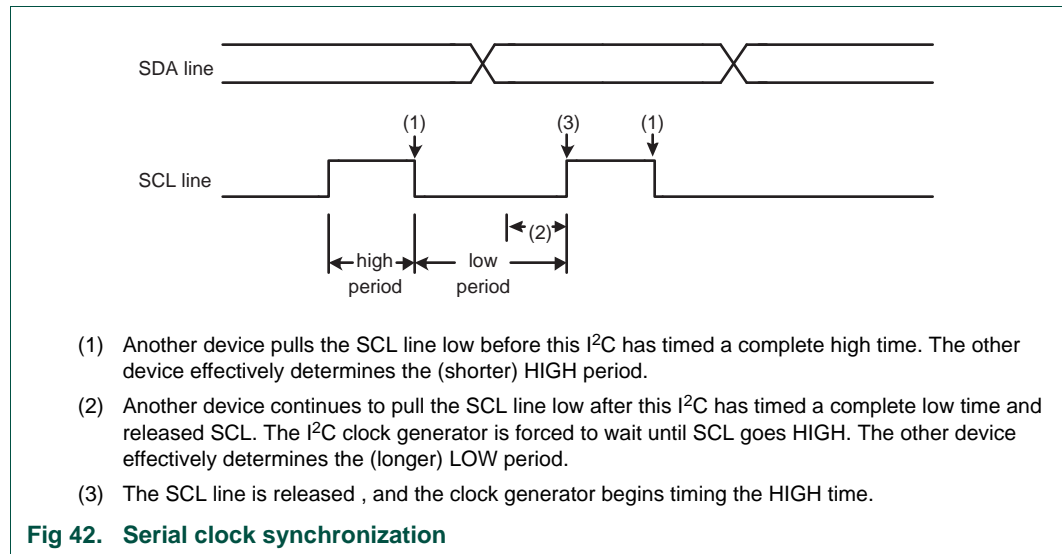 SDA line
(1) (3) (1)
SCL line
(2)
high low
period period
(1) Another device pulls the SCL line low before this I2C has timed a complete high time. The other
device effectively determines the (shorter) HIGH period.
(2) Another device continues to pull the SCL line low after this I2C has timed a complete low time and
released SCL. The I2C clock generator is forced to wait until SCL goes HIGH. The other device
effectively determines the (longer) LOW period.
(3) The SCL line is released , and the clock generator begins timing the HIGH time.
Fig 42. Serial clock synchronization